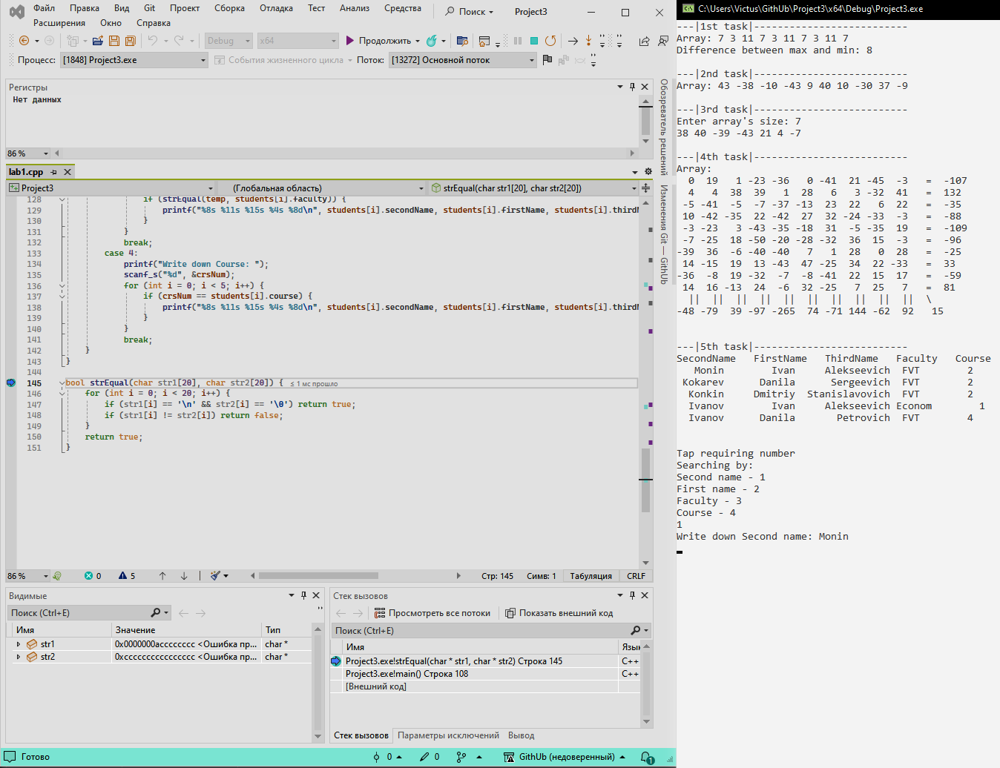 Файл Правка Вид Git Проект Сборка Отладка Тест Анализ Средства Поиск Project3
Расширения Окно Справка
Debug x64 Продолжить
Процесс: [1848] Project3.exe События жизненного цикла Поток: [13272] Основной поток
Регистры
Нет данных
86 %
lab1.cpp
Project3 (Глобальная область) strEqual(char str1[20], char str2[20])
128 if (strEqual(temp, students[i].faculty)) {
129 printf("%8s %11s %15s %4s %8d\n", students[i].secondName, students[i].firstName, students[i].third
130 }
131 }
132 break;
133 case 4:
134 printf("Write down Course: ");
135 scanf_s("%d", &crsNum);
136 for (int i = 0; i < 5; i++) {
137 if (crsNum == students[i].course) {
138 printf("%8s %11s %15s %4s %8d\n", students[i].secondName, students[i].firstName, students[i].third
139 }
140 }
141 break;
142 }
143 }
144
145 bool strEqual(char str1[20], char str2[20]) { ≤ 1 мс прошло
146 for (int i = 0; i < 20; i++) {
147 if (str1[i] == '\n' && str2[i] == '\0') return true;
148 if (str1[i] != str2[i]) return false;
149 }
150 return true;
151 }
86 % 0 5 Стр: 145 Симв: 1 Табуляция CRLF
Видимые
Поиск (Ctrl+E)
Имя Значение Тип
str1 0x0000000acccccccc <Ошибка пр... char *
str2 0xcccccccccccccccc <Ошибка пр... char *
Стек вызовов
Просмотреть все потоки Показать внешний код
Поиск (Ctrl+E)
Имя Язык
Project3.exe!strEqual(char * str1, char * str2) Строка 145 C++
Project3.exe!main() Строка 108 C++
[Внешний код]
Стек вызовов Параметры исключений Вывод
Готово 0 0 GithUb (недоверенный) 1
Обозреватель решений
Изменения Git — GithUb
C:\Users\Victus\GithUb\Project3\x64\Debug\Project3.exe
---|1st task|--------------------------
Array: 7 3 11 7 3 11 7 3 11 7
Difference between max and min: 8
---|2nd task|--------------------------
Array: 43 -38 -10 -43 9 40 10 -30 37 -9
---|3rd task|--------------------------
Enter array's size: 7
38 40 -39 -43 21 4 -7
---|4th task|--------------------------
Array:
0 19 1 -23 -36 0 -41 21 -45 -3 = -107
4 4 38 39 1 28 6 3 -32 41 = 132
-5 -41 -5 -7 -37 -13 23 22 6 22 = -35
10 -42 -35 22 -42 27 32 -24 -33 -3 = -88
-3 -23 3 -43 -35 -18 31 -5 -35 19 = -109
-7 -25 18 -50 -20 -28 -32 36 15 -3 = -96
-39 36 -6 -40 -40 7 1 28 0 28 = -25
14 -15 19 13 -43 47 -25 34 22 -33 = 33
-36 -8 19 -32 -7 -8 -41 22 15 17 = -59
14 16 -13 24 -6 32 -25 7 25 7 = 81
|| || || || || || || || || || \
-48 -79 39 -97 -265 74 -71 144 -62 92 15
---|5th task|--------------------------
SecondName FirstName ThirdName Faculty Course
Monin Ivan Alekseevich FVT 2
Kokarev Danila Sergeevich FVT 2
Konkin Dmitriy Stanislavovich FVT 2
Ivanov Ivan Alekseevich Econom 1
Ivanov Danila Petrovich FVT 4
Tap requiring number
Searching by:
Second name - 1
First name - 2
Faculty - 3
Course - 4
1
Write down Second name: Monin